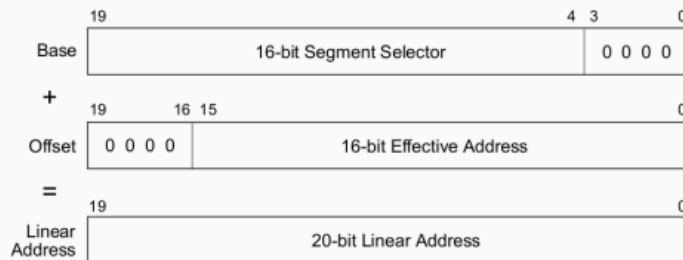 19 4 3 0
Base 16-bit Segment Selector 0 0 0 0
+
19 16 15 0
Offset 0 0 0 0 16-bit Effective Address
=
19 0
Linear
Address 20-bit Linear Address